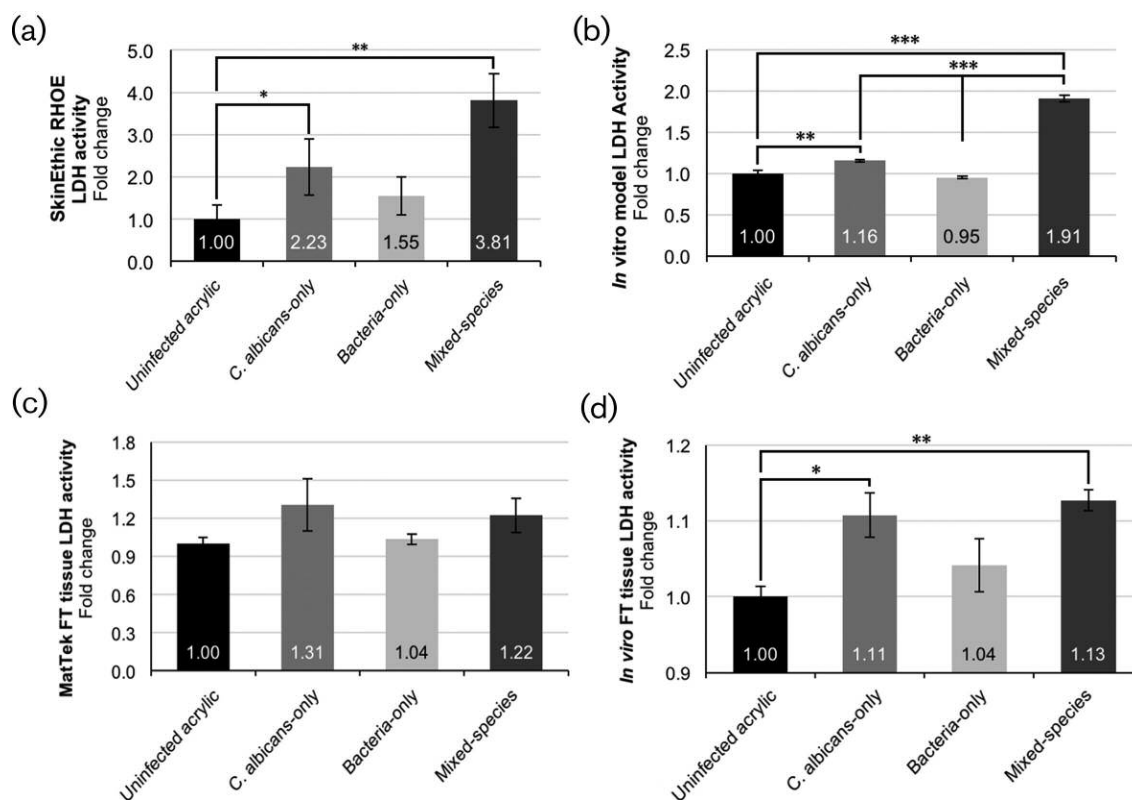 (a)
SkinEthic RHOE
LDH activity
Fold change
5.0
4.0
3.0
2.0
1.0
0.0
*
**
1.00
2.23
1.55
3.81
Uninfected acrylic
C. albicans-only
Bacteria-only
Mixed-species
(b)
In vitro model LDH Activity
Fold change
2.5
2.0
1.5
1.0
0.5
0.0
***
***
**
1.00
1.16
0.95
1.91
Uninfected acrylic
C. albicans-only
Bacteria-only
Mixed-species
(c)
MatTek FT tissue LDH activity
Fold change
1.8
1.5
1.2
0.9
0.6
0.3
0.0
1.00
1.31
1.04
1.22
Uninfected acrylic
C. albicans-only
Bacteria-only
Mixed-species
(d)
In viro FT tissue LDH activity
Fold change
1.2
1.1
1.0
0.9
**
*
1.00
1.11
1.04
1.13
Uninfected acrylic
C. albicans-only
Bacteria-only
Mixed-species